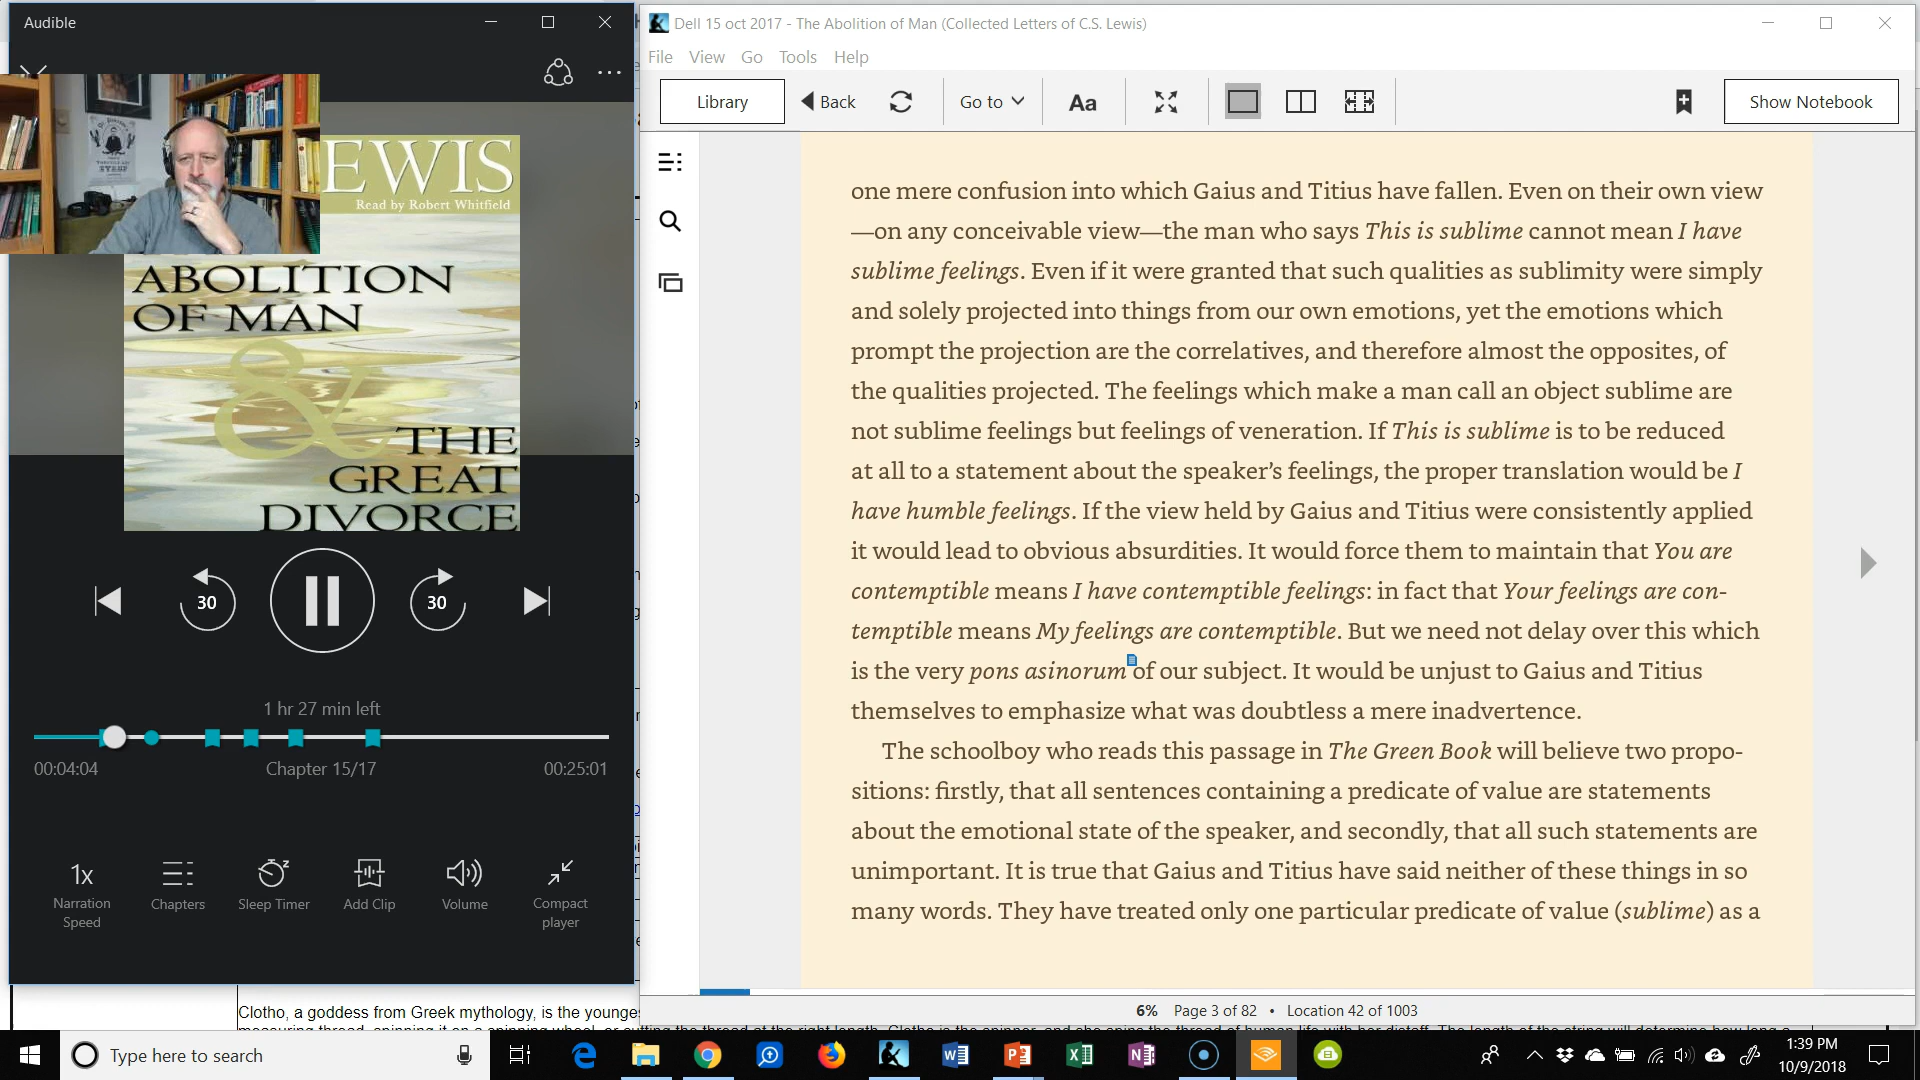 Audible
EWIS
Read by Robert Whitfield
ABOLITION
OF MAN
&
THE
GREAT
DIVORCE
30
30
1 hr 27 min left
00:04:04
Chapter 15/17
00:25:01
1x
Narration
Speed
Chapters
Sleep Timer
Add Clip
Volume
Compact
player
Dell 15 oct 2017 - The Abolition of Man (Collected Letters of C.S. Lewis)
File View Go Tools Help
Library
Back
Go to
Aa
Show Notebook
one mere confusion into which Gaius and Titius have fallen. Even on their own view
—on any conceivable view—the man who says This is sublime cannot mean I have
sublime feelings. Even if it were granted that such qualities as sublimity were simply
and solely projected into things from our own emotions, yet the emotions which
prompt the projection are the correlatives, and therefore almost the opposites, of
the qualities projected. The feelings which make a man call an object sublime are
not sublime feelings but feelings of veneration. If This is sublime is to be reduced
at all to a statement about the speaker’s feelings, the proper translation would be I
have humble feelings. If the view held by Gaius and Titius were consistently applied
it would lead to obvious absurdities. It would force them to maintain that You are
contemptible means I have contemptible feelings: in fact that Your feelings are con-
temptible means My feelings are contemptible. But we need not delay over this which
is the very pons asinorum of our subject. It would be unjust to Gaius and Titius
themselves to emphasize what was doubtless a mere inadvertence.
The schoolboy who reads this passage in The Green Book will believe two propo-
sitions: firstly, that all sentences containing a predicate of value are statements
about the emotional state of the speaker, and secondly, that all such statements are
unimportant. It is true that Gaius and Titius have said neither of these things in so
many words. They have treated only one particular predicate of value (sublime) as a
6% Page 3 of 82 • Location 42 of 1003
Clotho, a goddess from Greek mythology, is the younges
Type here to search
1:39 PM
10/9/2018